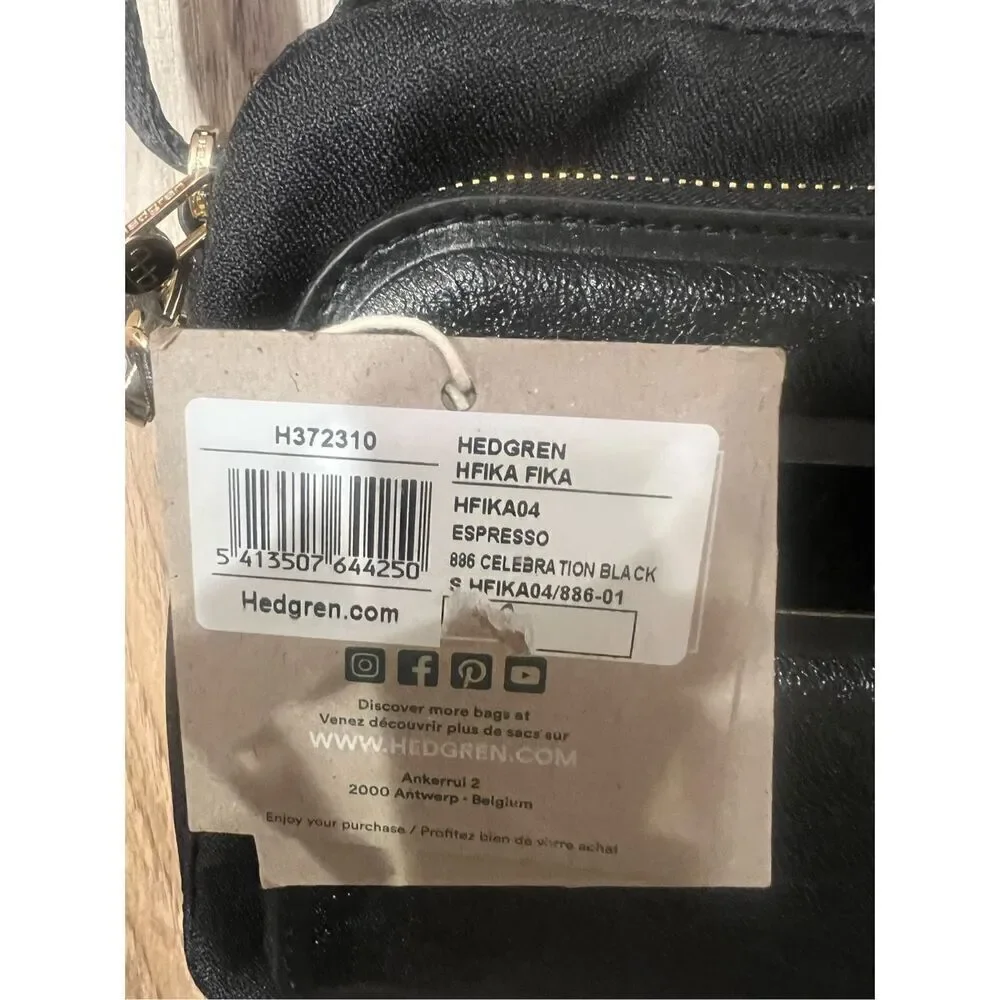 H372310
5 413507 644250
Hedgren.com
HEDGREN
HFIKA FIKA
HFIKA04
ESPRESSO
886 CELEBRATION BLACK
S HFIKA04/886-01
Discover more bags at
Venez découvrir plus de sacs sur
WWW.HEDGREN.COM
Ankerrui 2
2000 Antwerp • Belgium
Enjoy your purchase / Profitez bien de votre achat